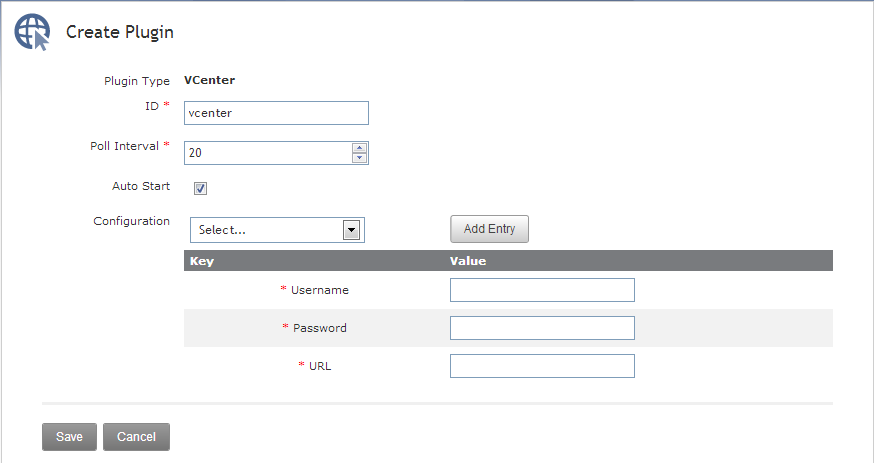 Create Plugin
Plugin Type VCenter
ID * vcenter
Poll Interval * 20
Auto Start
Configuration Select... Add Entry
Key Value
* Username
* Password
* URL
Save Cancel